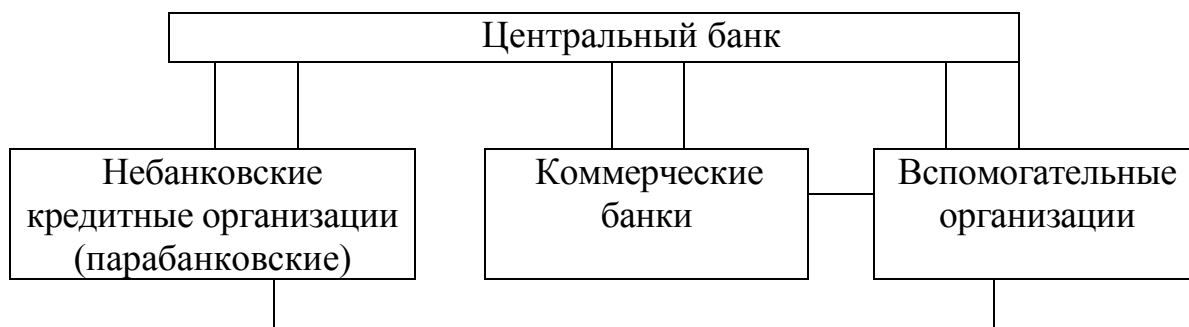 Центральный банк
Небанковские
кредитные организации
(парабанковские)
Коммерческие
банки
Вспомогательные
организации